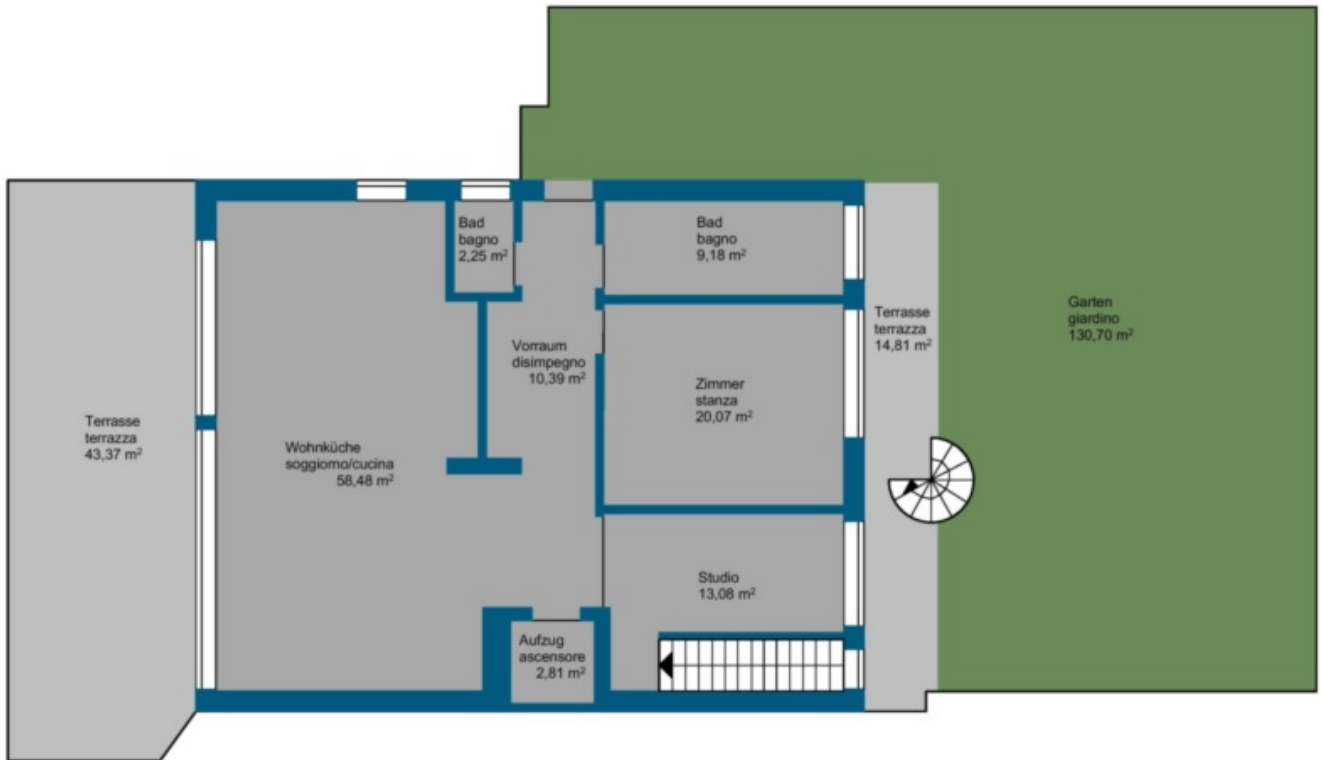 Bad
bagno
2,25 m²
Bad
bagno
9,18 m²
Garten
giardino
130,70 m²
Terrasse
terrazza
14,81 m²
Vorraum
disimpegno
10,39 m²
Zimmer
stanza
20,07 m²
Terrasse
terrazza
43,37 m²
Wohnküche
soggiorno/cucina
58,48 m²
Studio
13,08 m²
Aufzug
ascensore
2,81 m²